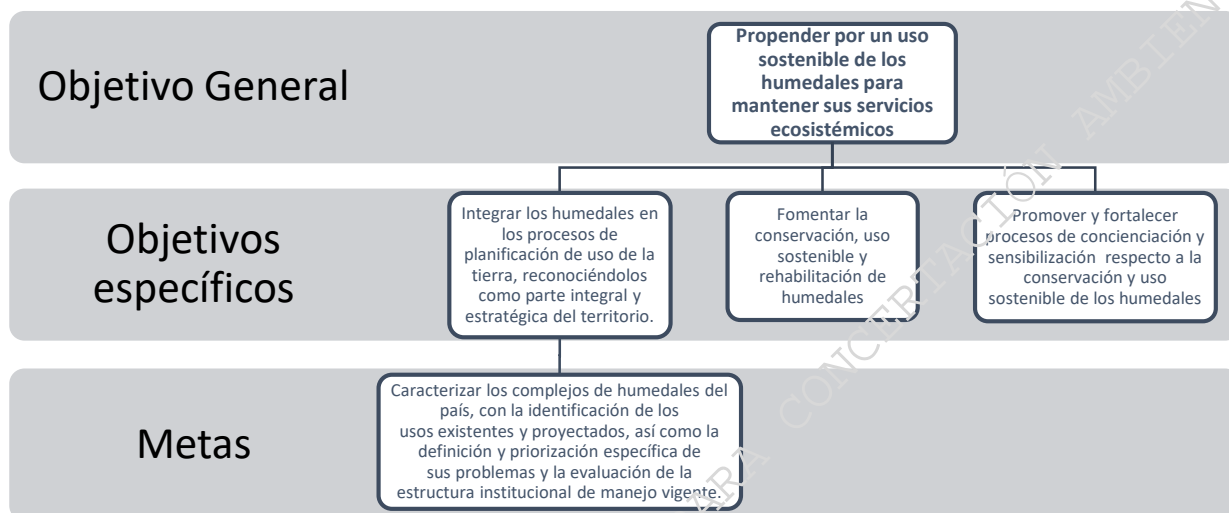 Objetivo General
Propender por un uso
sostenible de los
humedales para
mantener sus servicios
ecosistémicos
Objetivos
específicos
Integrar los humedales en
los procesos de
planificación de uso de la
tierra, reconociéndolos
como parte integral y
estratégica del territorio.
Fomentar la
conservación, uso
sostenible y
rehabilitación de
humedales
Promover y fortalecer
procesos de concienciación y
sensibilización respecto a la
conservación y uso
sostenible de los humedales
Metas
Caracterizar los complejos de humedales del
país, con la identificación de los
usos existentes y proyectados, así como la
definición y priorización específica de
sus problemas y la evaluación de la
estructura institucional de manejo vigente.
ARA CONCERTACIÓN AMBIEN